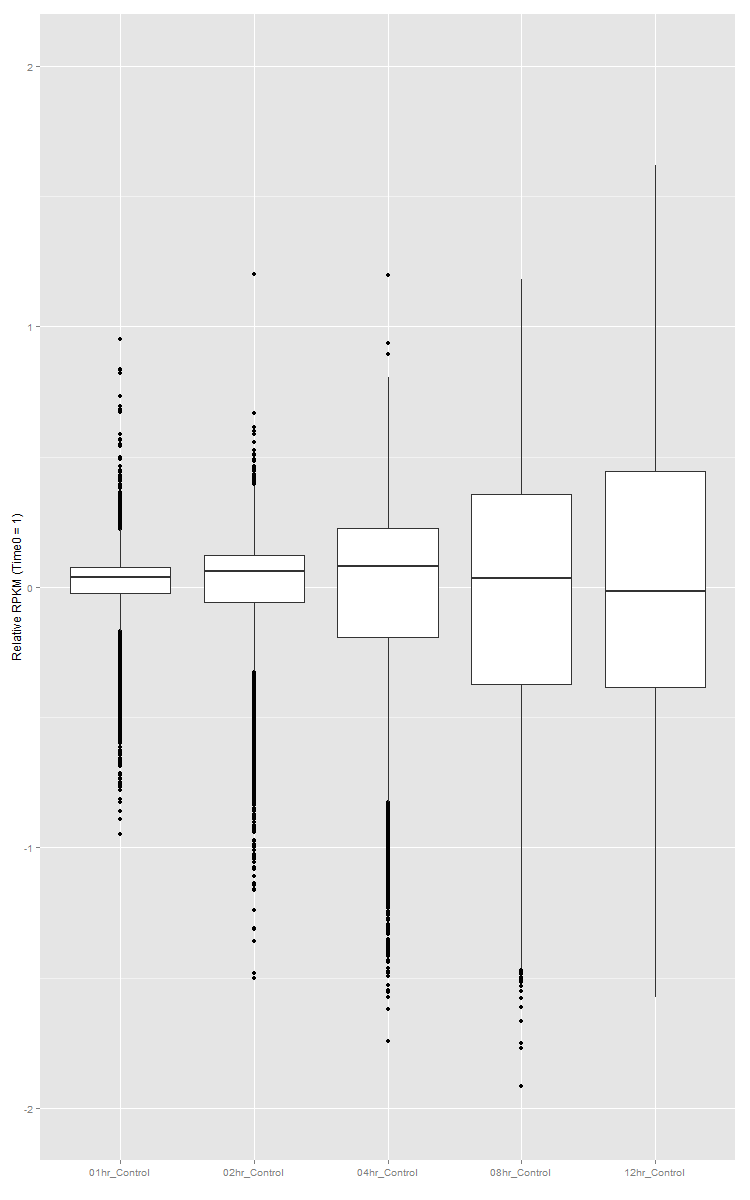 Relative RPKM (Time0 = 1)
2
1
0
-1
-2
01hr_Control
02hr_Control
04hr_Control
08hr_Control
12hr_Control